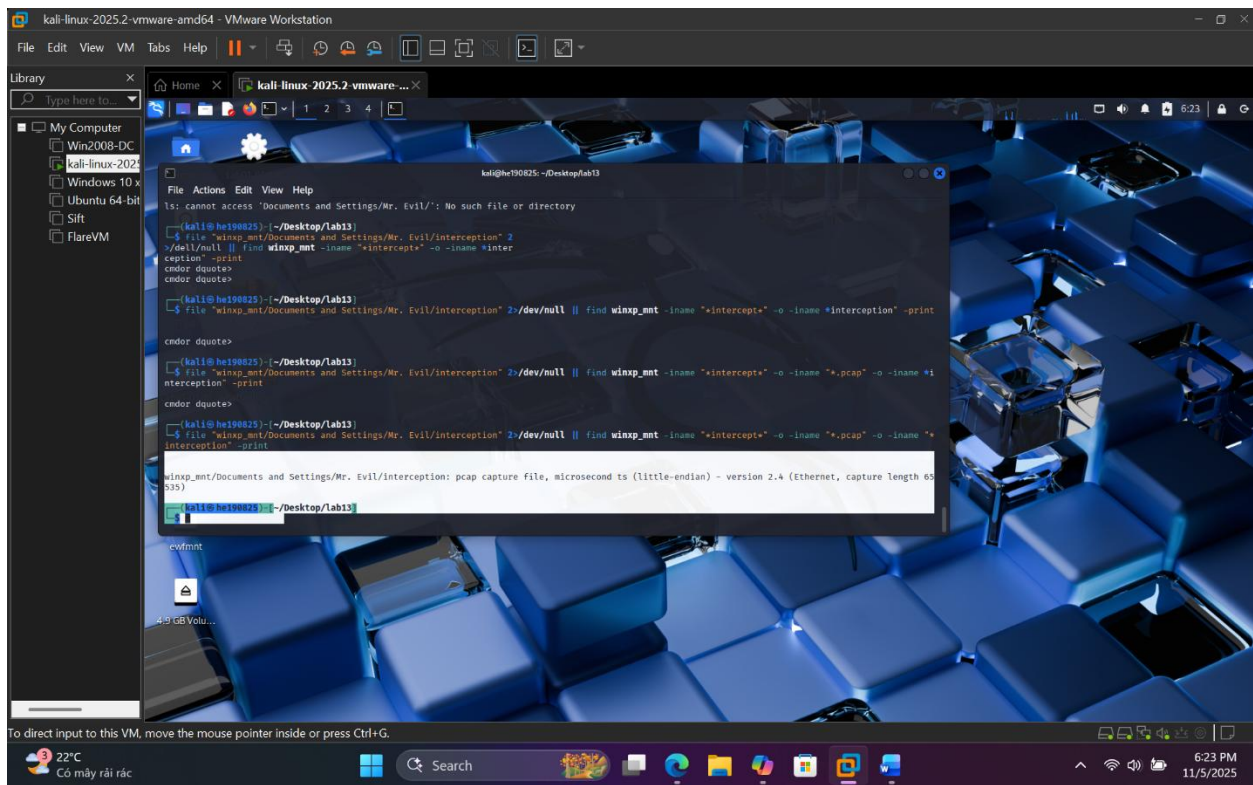 kali-linux-2025.2-vmware-amd64 - VMware Workstation
File Edit View VM Tabs Help
Library
Type here to...
My Computer
Win2008-DC
kali-linux-202
Windows 10 x
Ubuntu 64-bit
Sift
FlareVM
Home
kali-linux-2025.2-vmware-...
1 2 3 4
6:23
kali@he190825: ~/Desktop/lab13
File Actions Edit View Help
ls: cannot access 'Documents and Settings/Mr. Evil/': No such file or directory
(kali㉿he190825)-[~/Desktop/lab13]
$ file "winxp_mnt/Documents and Settings/Mr. Evil/interception" 2
>/dell/null || find winxp_mnt -iname "*intercept*" -o -iname *inter
ception" -print
cmdor dquote>
cmdor dquote>
(kali㉿he190825)-[~/Desktop/lab13]
$ file "winxp_mnt/Documents and Settings/Mr. Evil/interception" 2>/dev/null || find winxp_mnt -iname "*intercept*" -o -iname *interception" -print
cmdor dquote>
(kali㉿he190825)-[~/Desktop/lab13]
$ file "winxp_mnt/Documents and Settings/Mr. Evil/interception" 2>/dev/null || find winxp_mnt -iname "*intercept*" -o -iname "*.pcap" -o -iname *i
nterception" -print
cmdor dquote>
(kali㉿he190825)-[~/Desktop/lab13]
$ file "winxp_mnt/Documents and Settings/Mr. Evil/interception" 2>/dev/null || find winxp_mnt -iname "*intercept*" -o -iname "*.pcap" -o -iname "*
interception" -print
winxp_mnt/Documents and Settings/Mr. Evil/interception: pcap capture file, microsecond ts (little-endian) - version 2.4 (Ethernet, capture length 65
535)
(kali㉿he190825)-[~/Desktop/lab13]
$
ewfmnt
4.9 GB Volu...
To direct input to this VM, move the mouse pointer inside or press Ctrl+G.
3
22°C
Có mây rải rác
Search
6:23 PM
11/5/2025